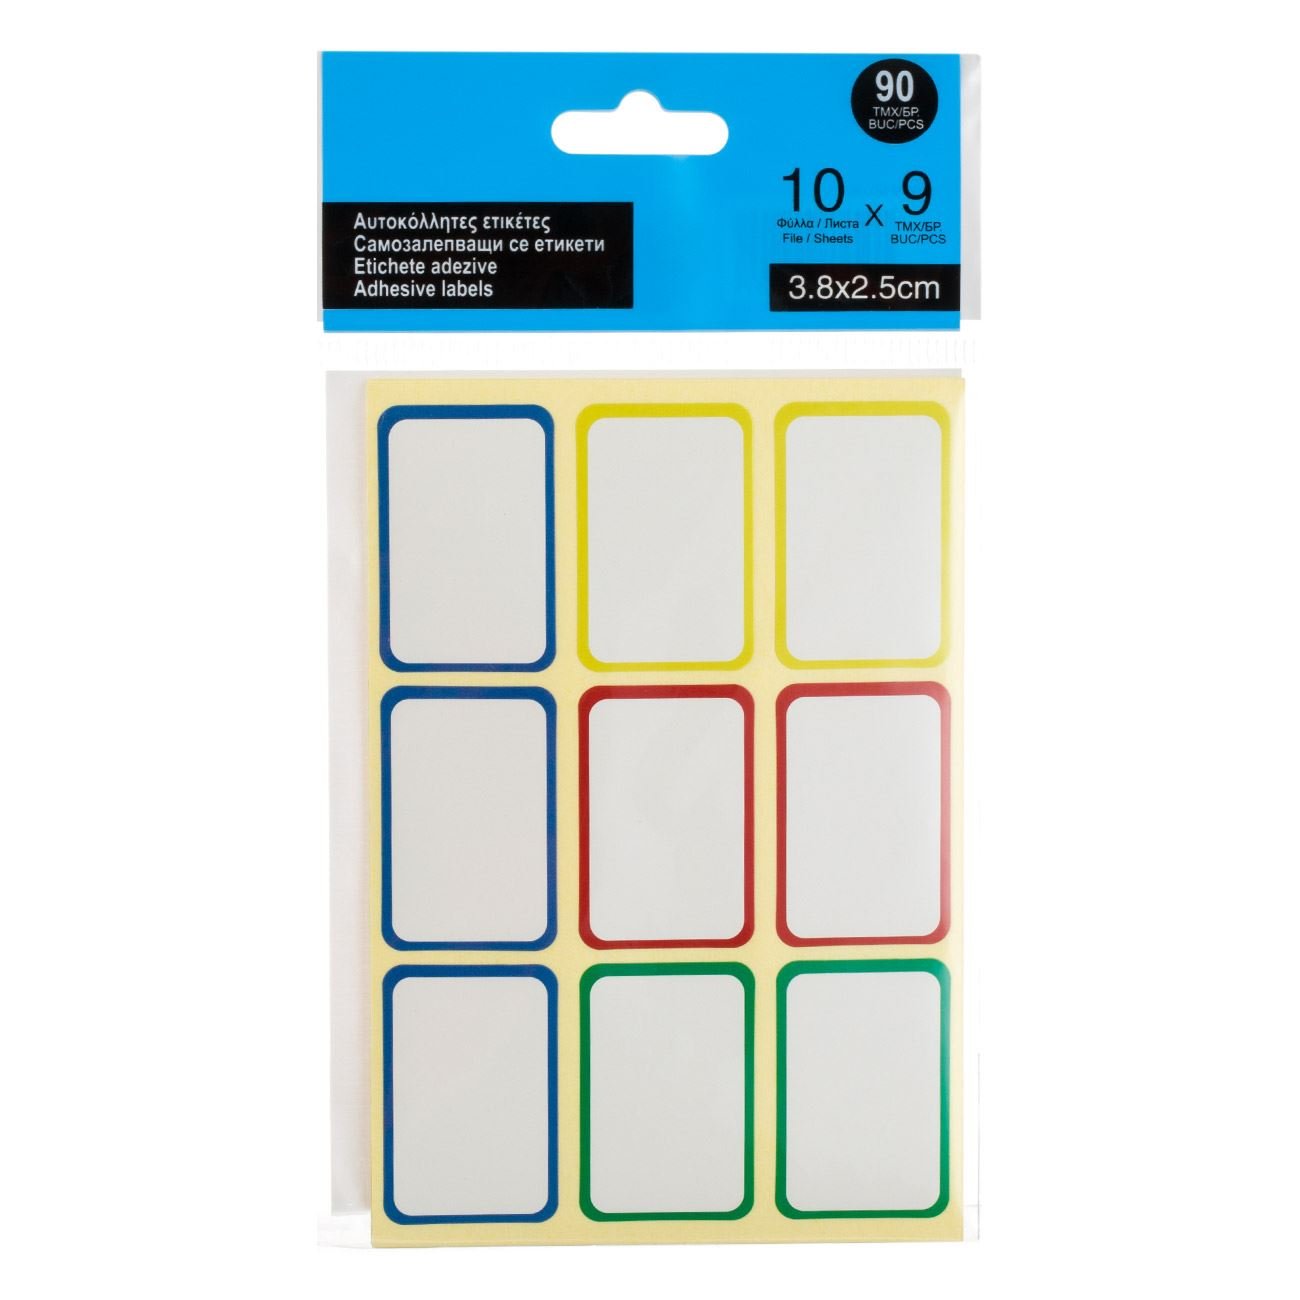 90
ΤΜΧ/БР.
BUC/PCS
10 x 9
Φύλλα / Листа
File / Sheets
ΤΜΧ/БР.
BUC/PCS
Αυτοκόλλητες ετικέτες
Самозалепващи се етикети
Etichete adezive
Adhesive labels
3.8x2.5cm